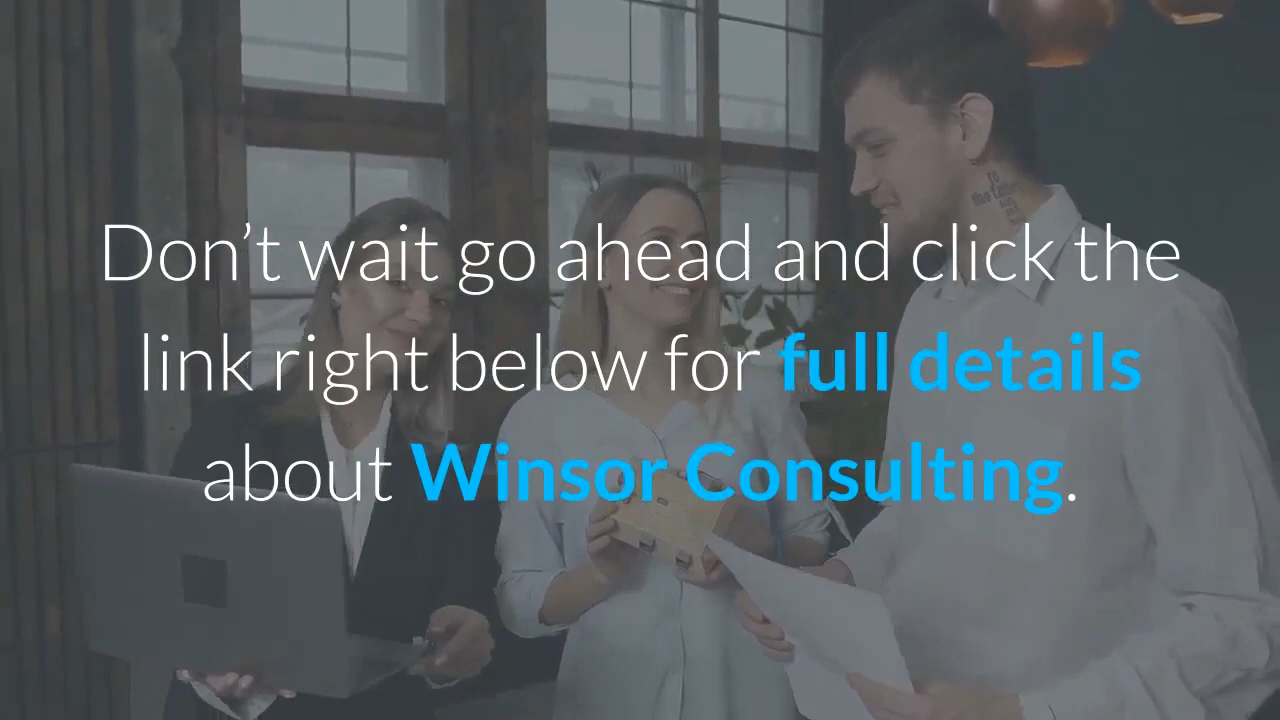 Don’t wait go ahead and click the
link right below for full details
about Winsor Consulting.